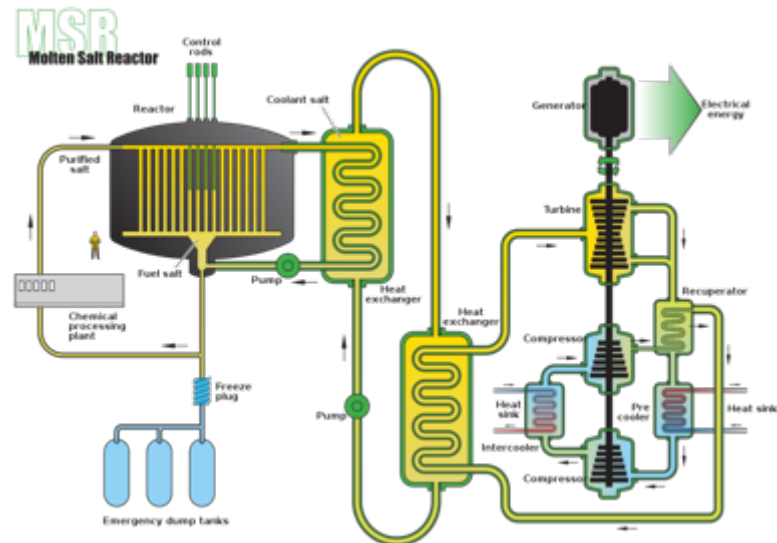 MSR
Molten Salt Reactor
Control
rods
Reactor
Coolant salt
Purified
salt
Fuel salt
Pump
Chemical
processing
plant
Heat
exchanger
Freeze
plug
Emergency dump tanks
Pump
Heat
exchanger
Generator
Electrical
energy
Turbine
Recuperator
Compressor
Heat
sink
Intercooler
Pre
cooler
Heat sink
Compressor